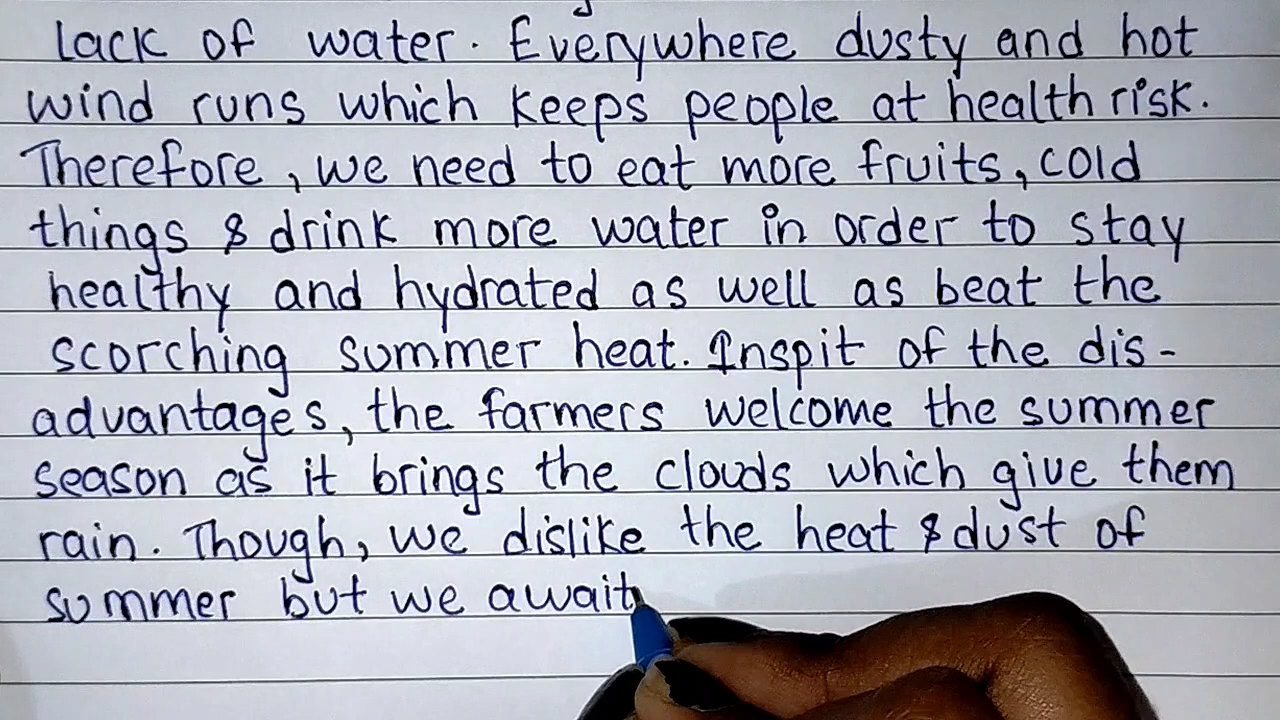 lack of water. Everywhere dusty and hot
wind runs which keeps people at health risk.
Therefore, we need to eat more fruits, cold
things & drink more water in order to stay
healthy and hydrated as well as beat the
scorching summer heat. Inspit of the dis-
advantages, the farmers welcome the summer
season as it brings the clouds which give them
rain. Though, we dislike the heat & dust of
summer but we await